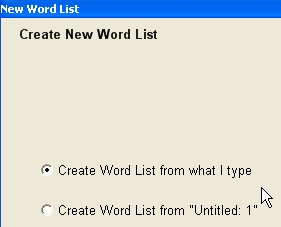 New Word List
Create New Word List
Create Word List from what I type
Create Word List from "Untitled: 1"